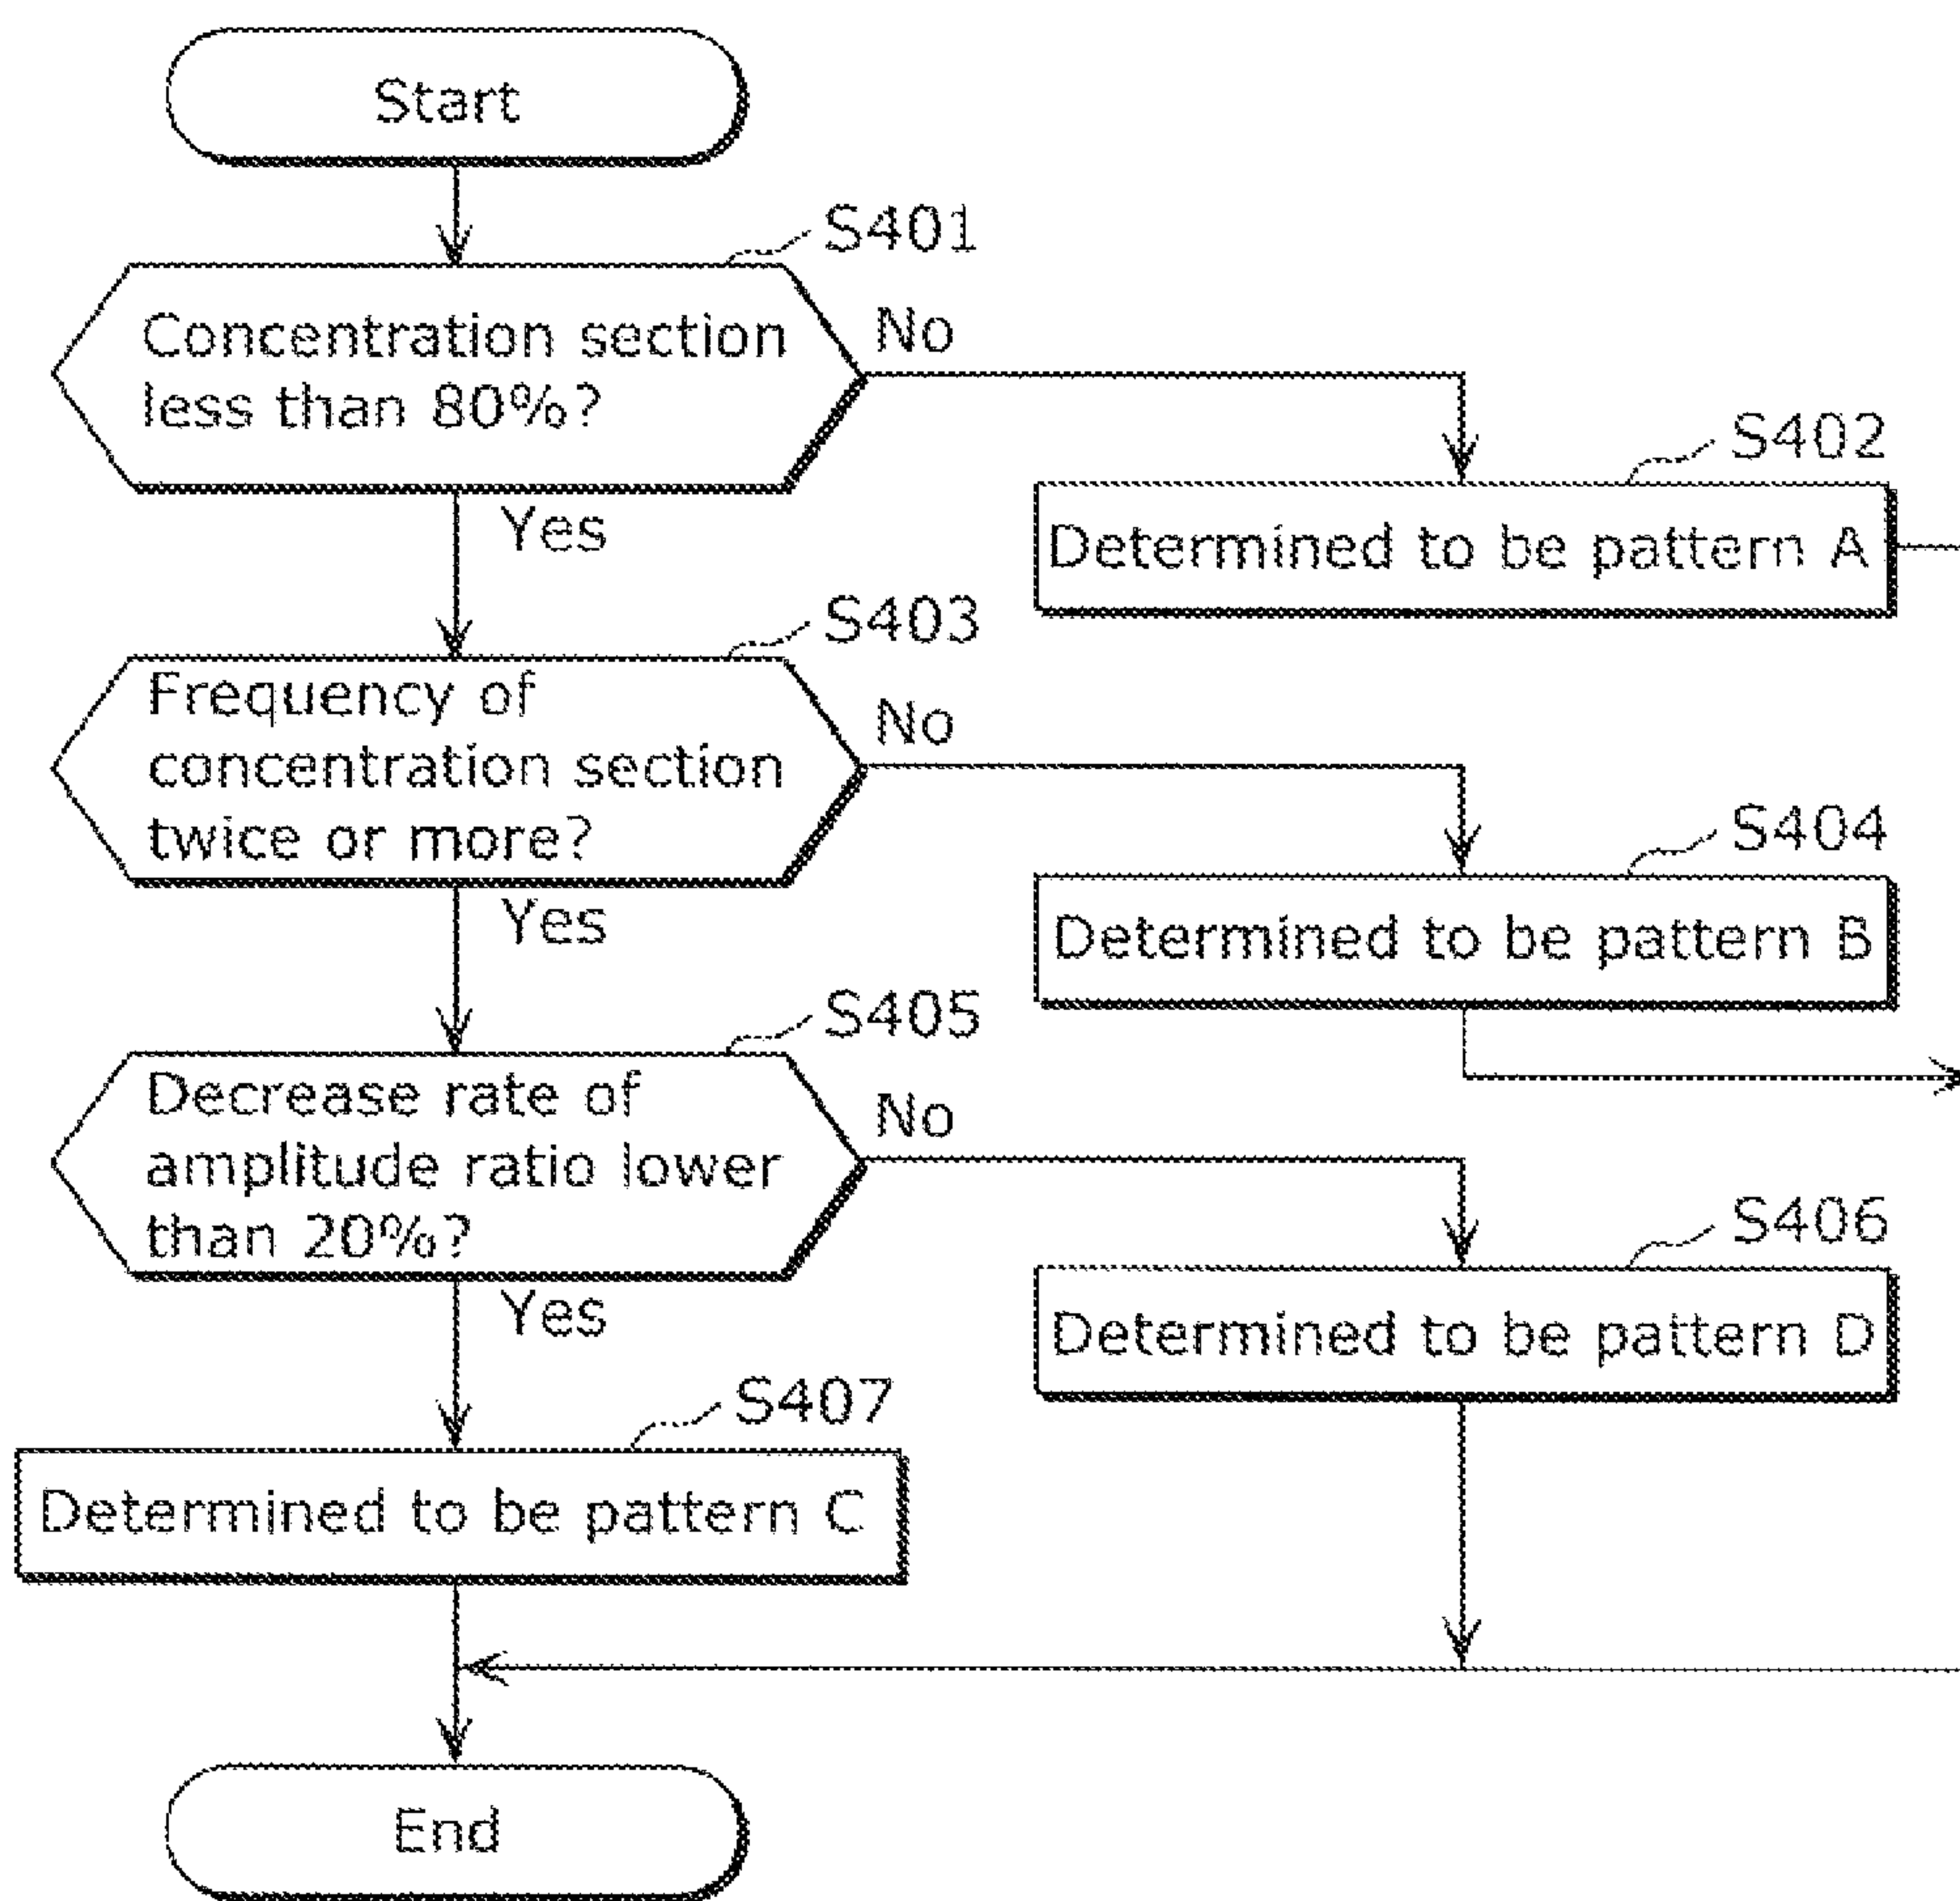 Start
S401
Concentration section
less than 80%?
No
S402
Determined to be pattern A
Yes
S403
Frequency of
concentration section
twice or more?
No
S404
Determined to be pattern B
Yes
S405
Decrease rate of
amplitude ratio lower
than 20%?
No
S406
Determined to be pattern D
Yes
S407
Determined to be pattern C
End